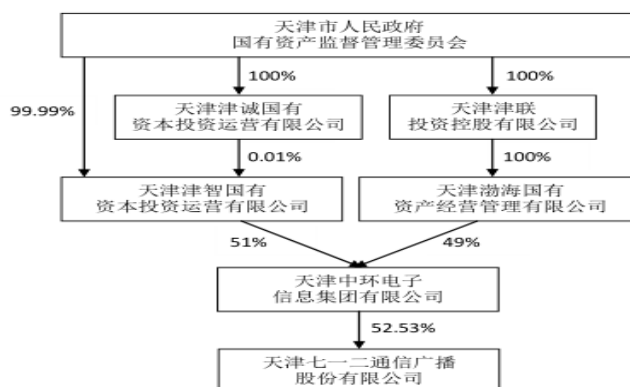 天津市人民政府
国有资产监督管理委员会
100%
100%
99.99%
天津津诚国有
资本投资运营有限公司
天津津联
投资控股有限公司
0.01%
100%
天津津智国有
资本投资运营有限公司
天津渤海国有
资产经营管理有限公司
51%
49%
天津中环电子
信息集团有限公司
52.53%
天津七一二通信广播
股份有限公司